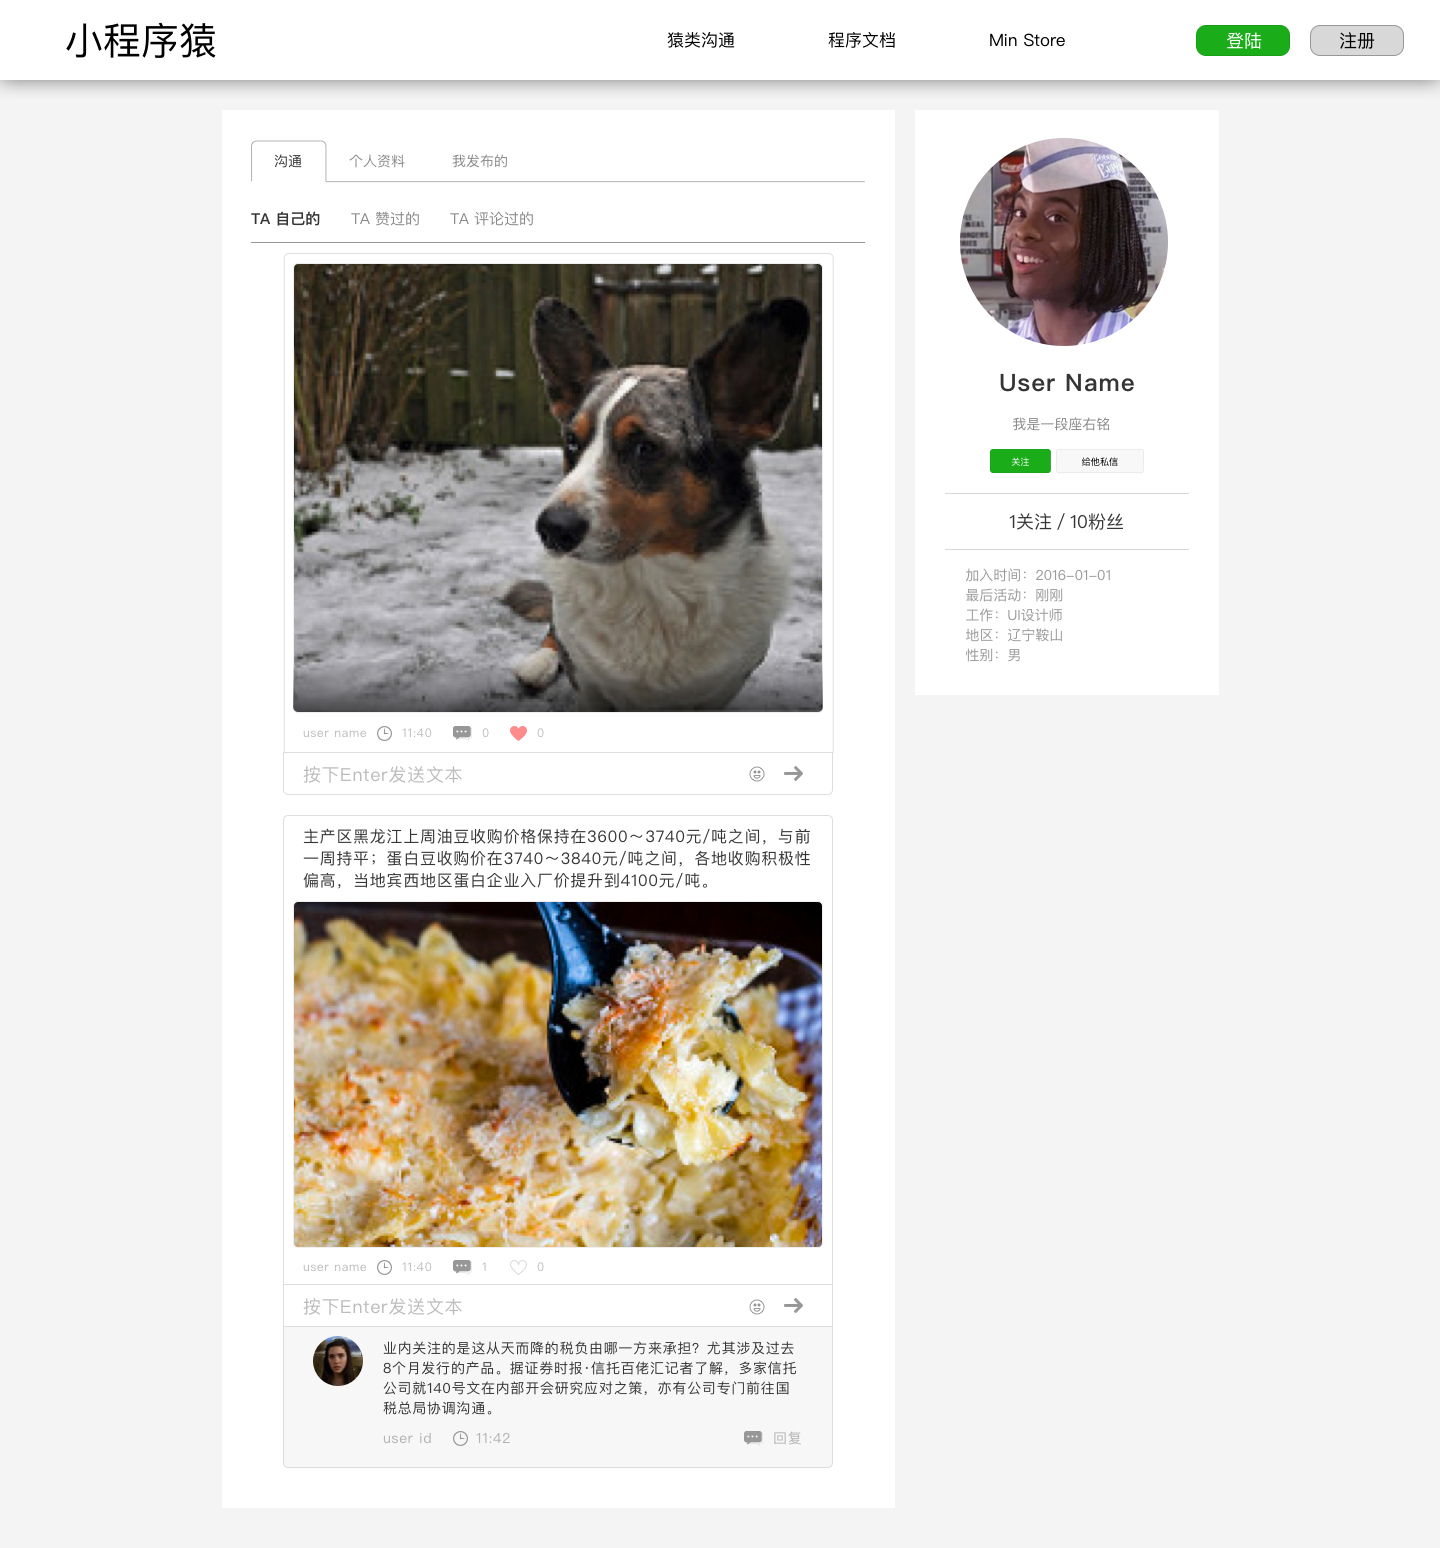 小程序猿
猿类沟通
程序文档
Min Store
登陆
注册
沟通
个人资料
我发布的
TA 自己的
TA 赞过的
TA 评论过的
user name
11:40
0
0
按下Enter发送文本
主产区黑龙江上周油豆收购价格保持在3600～3740元/吨之间，与前
一周持平；蛋白豆收购价在3740～3840元/吨之间，各地收购积极性
偏高，当地宾西地区蛋白企业入厂价提升到4100元/吨。
user name
11:40
1
0
按下Enter发送文本
业内关注的是这从天而降的税负由哪一方来承担？尤其涉及过去
8个月发行的产品。据证券时报·信托百佬汇记者了解，多家信托
公司就140号文在内部开会研究应对之策，亦有公司专门前往国
税总局协调沟通。
user id
11:42
回复
User Name
我是一段座右铭
关注
给他私信
1关注 / 10粉丝
加入时间：2016-01-01
最后活动：刚刚
工作：UI设计师
地区：辽宁鞍山
性别：男